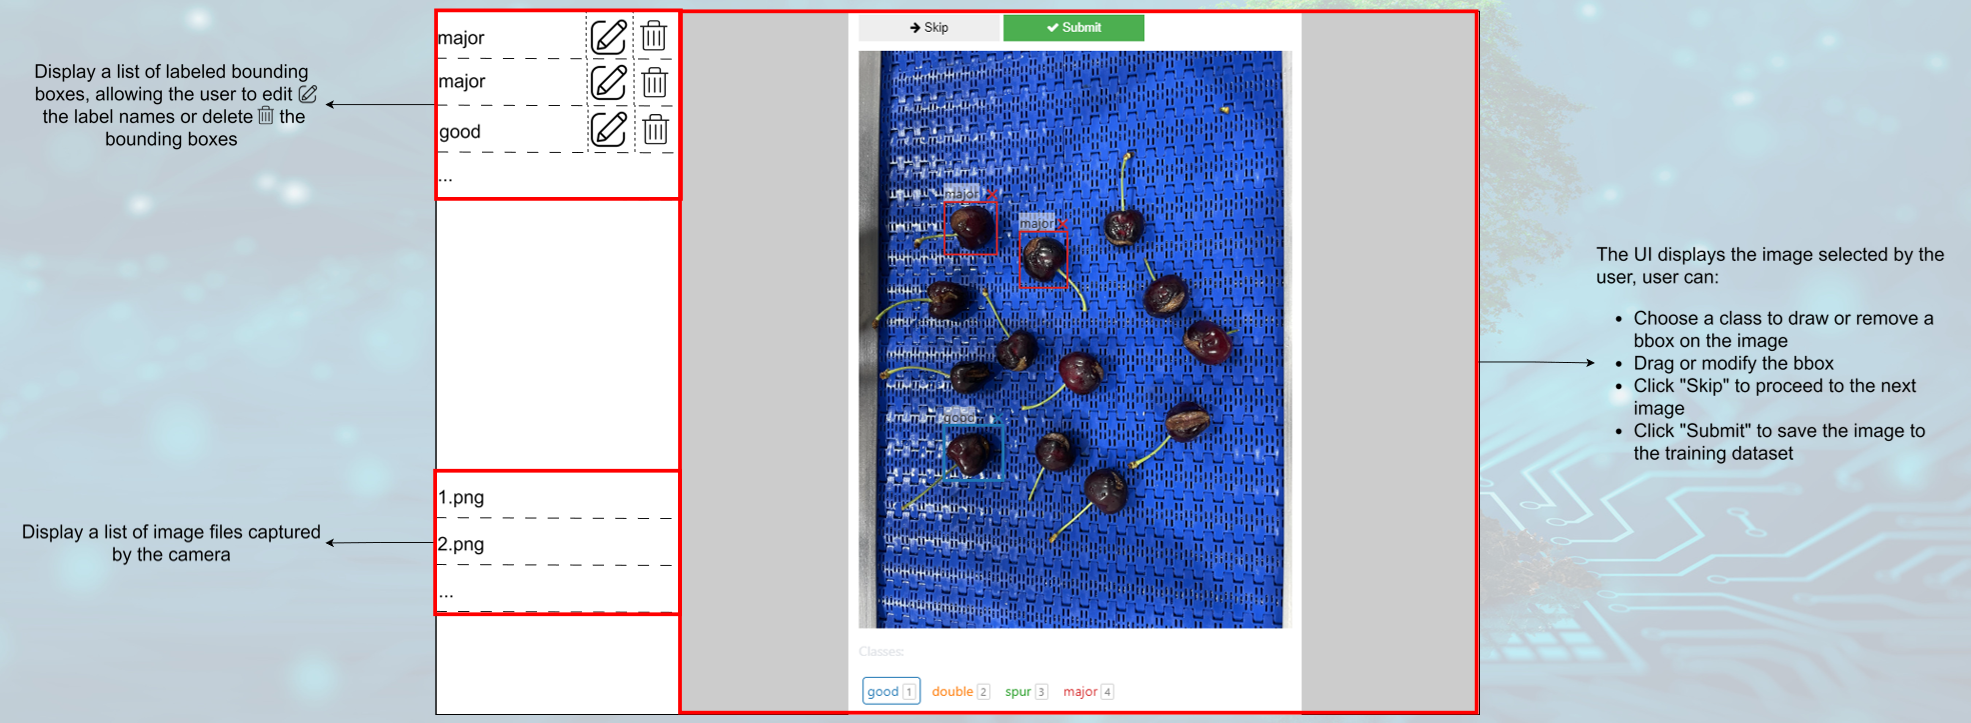 Display a list of labeled bounding
boxes, allowing the user to edit
the label names or delete the
bounding boxes
major
major
good
...
Display a list of image files captured
by the camera
1.png
2.png
...
Skip
Submit
major
major
good
Classes:
good 1
double 2
spur 3
major 4
The UI displays the image selected by the
user, user can:
• Choose a class to draw or remove a
bbox on the image
• Drag or modify the bbox
• Click "Skip" to proceed to the next
image
• Click "Submit" to save the image to
the training dataset